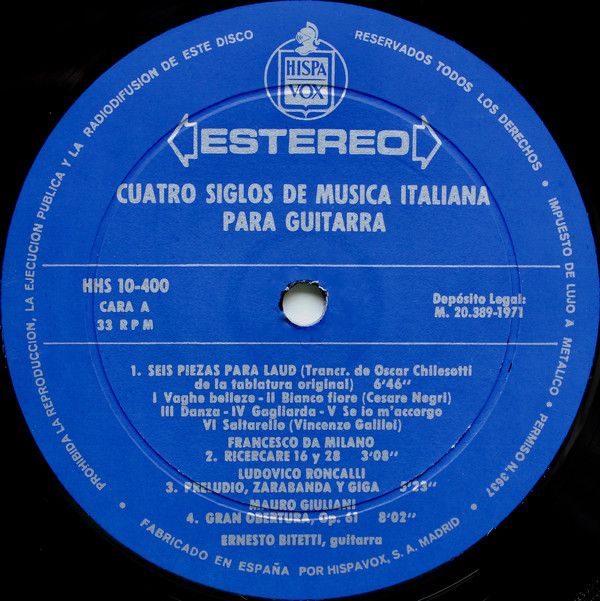 HISPA
VOX
ESTEREO
CUATRO SIGLOS DE MUSICA ITALIANA
PARA GUITARRA
HHS 10-400
CARA A
33 RPM
Depósito Legal:
M. 20.389-1971
1. SEIS PIEZAS PARA LAUD (Trancr. de Oscar Chilesotti
de la tablatura original) 6'46"
I Vaghe belleze - II Bianco fiore (Cesare Negri)
III Danza - IV Gagliarda - V Se io m'accorgo
VI Saltarello (Vincenzo Galilei)
FRANCESCO DA MILANO
2. RICERCARE 16 y 28 3'08"
LUDOVICO RONCALLI
3. PRELUDIO, ZARABANDA Y GIGA 5'23"
MAURO GIULIANI
4. GRAN OBERTURA, Op. 61 8'02"
ERNESTO BITETTI, guitarra
PROHIBIDA LA REPRODUCCION, LA EJECUCION PUBLICA Y LA RADIODIFUSION DE ESTE DISCO
RESERVADOS TODOS LOS DERECHOS • IMPUESTO DE LUJO A METALICO • PERMISO N. 3637
• FABRICADO EN ESPAÑA POR HISPAVOX, S. A. MADRID •